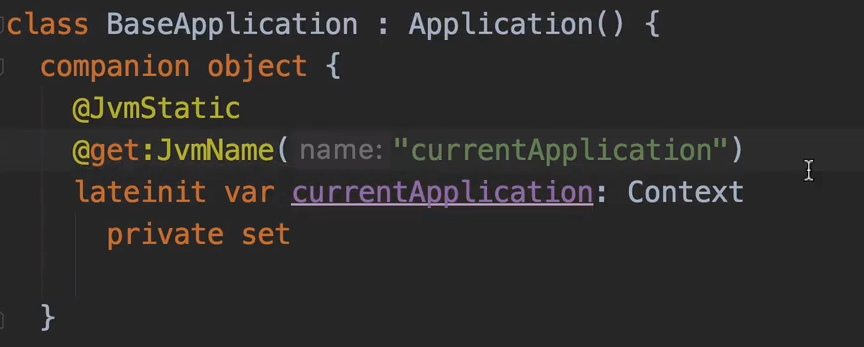 class BaseApplication : Application() {
companion object {
@JvmStatic
@get:JvmName( name: "currentApplication")
lateinit var currentApplication: Context
private set
}